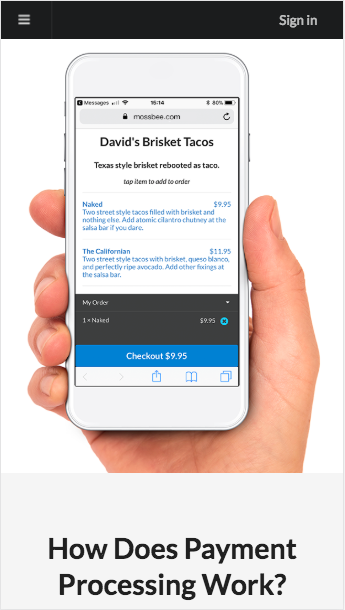 Sign in
Messages 16:14 80%
mossbee.com
David's Brisket Tacos
Texas style brisket rebooted as taco.
tap item to add to order
Naked $9.95
Two street style tacos filled with brisket and
nothing else. Add atomic cilantro chutney at the
salsa bar if you dare.
The Californian $11.95
Two street style tacos with brisket, queso blanco,
and perfectly ripe avocado. Add other fixings at
the salsa bar.
My Order
1 × Naked $9.95
Checkout $9.95
How Does Payment
Processing Work?